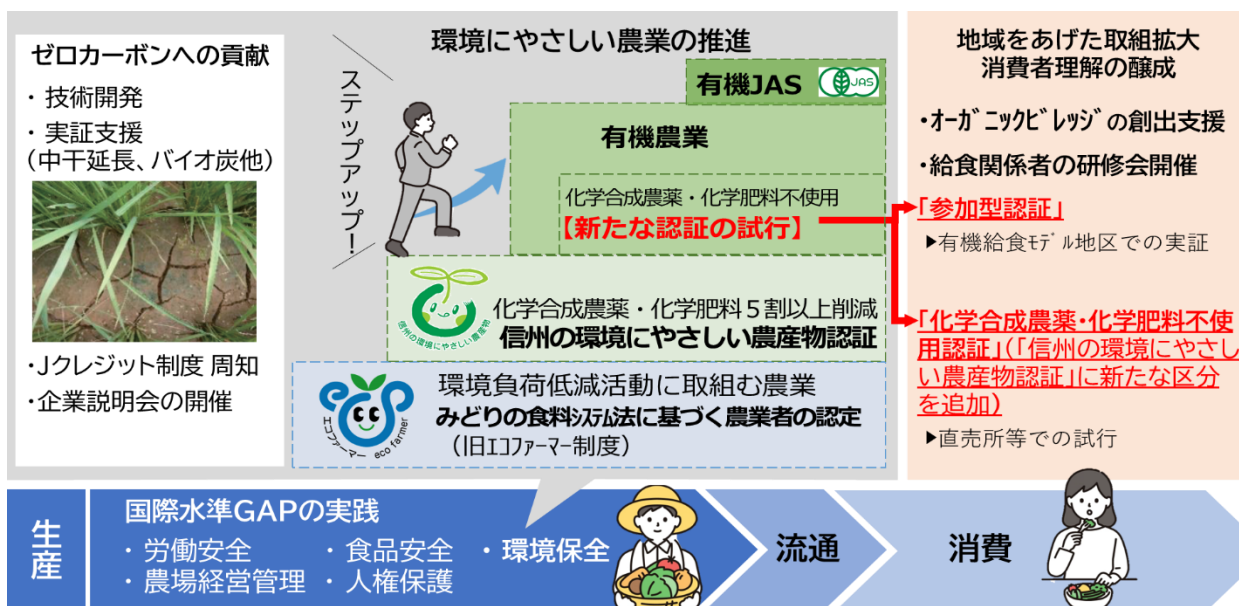 ゼロカーボンへの貢献
・ 技術開発
・ 実証支援
（中干延長、バイオ炭他）
・Jクレジット制度 周知
・企業説明会の開催
環境にやさしい農業の推進
ステップアップ！
有機JAS
JAS
有機農業
化学合成農薬・化学肥料不使用
【新たな認証の試行】
信州の環境にやさしい農産物
化学合成農薬・化学肥料５割以上削減
信州の環境にやさしい農産物認証
エコファーマー eco farmer
環境負荷低減活動に取組む農業
みどりの食料ｼｽﾃﾑ法に基づく農業者の認定
（旧ｴｺﾌｧｰﾏｰ制度）
地域をあげた取組拡大
消費者理解の醸成
・ｵｰｶﾞﾆｯｸﾋﾞﾚｯｼﾞの創出支援
・給食関係者の研修会開催
「参加型認証」
▶有機給食ﾓﾃﾞﾙ地区での実証
「化学合成農薬・化学肥料不使
用認証」（「信州の環境にやさし
い農産物認証」に新たな区分
を追加）
▶直売所等での試行
生産
国際水準GAPの実践
・ 労働安全 ・ 食品安全 ・ 環境保全
・ 農場経営管理 ・ 人権保護
流通
消費